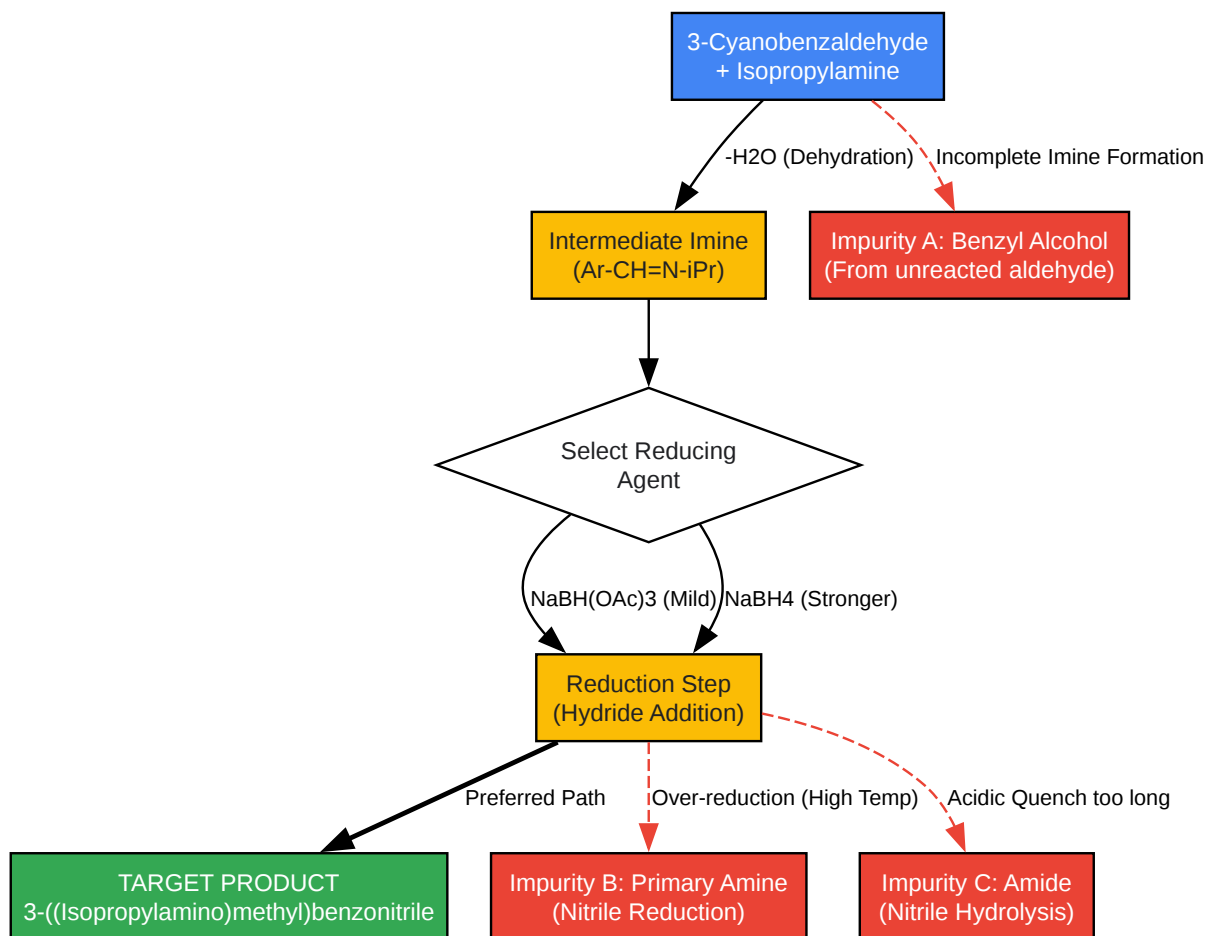 3-Cyanobenzaldehyde
+ Isopropylamine
-H2O (Dehydration)
Incomplete Imine Formation
Intermediate Imine
(Ar-CH=N-iPr)
Impurity A: Benzyl Alcohol
(From unreacted aldehyde)
Select Reducing
Agent
NaBH(OAc)3 (Mild)
NaBH4 (Stronger)
Reduction Step
(Hydride Addition)
Preferred Path
Over-reduction (High Temp)
Acidic Quench too long
TARGET PRODUCT
3-((Isopropylamino)methyl)benzonitrile
Impurity B: Primary Amine
(Nitrile Reduction)
Impurity C: Amide
(Nitrile Hydrolysis)